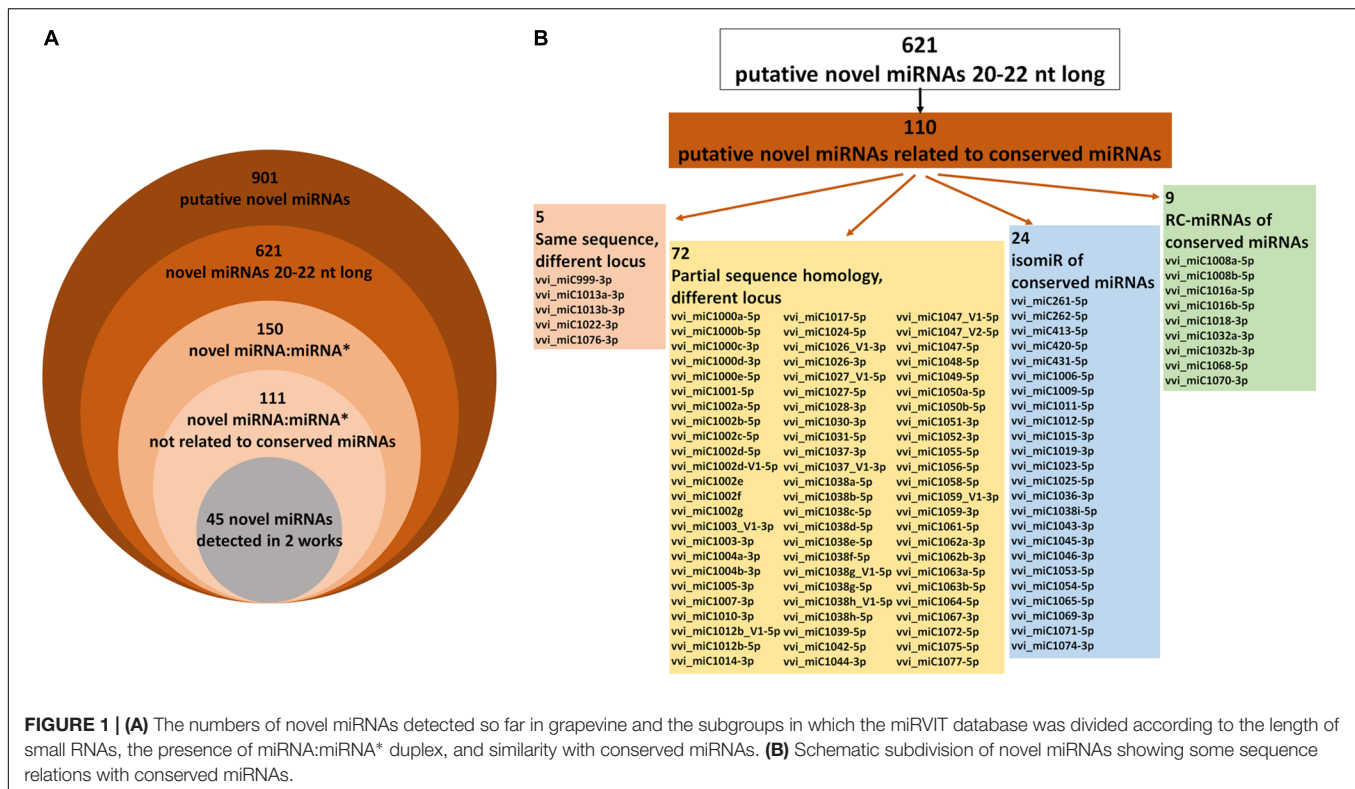 A
901
putative novel miRNAs
621
novel miRNAs 20-22 nt long
150
novel miRNA:miRNA*
111
novel miRNA:miRNA*
not related to conserved miRNAs
45 novel miRNAs
detected in 2 works
B
621
putative novel miRNAs 20-22 nt long
110
putative novel miRNAs related to conserved miRNAs
5
Same sequence,
different locus
vvi_miC999-3p
vvi_miC1013a-3p
vvi_miC1013b-3p
vvi_miC1022-3p
vvi_miC1076-3p
72
Partial sequence homology,
different locus
vvi_miC1000a-5p
vvi_miC1000b-5p
vvi_miC1000c-3p
vvi_miC1000d-3p
vvi_miC1000e-5p
vvi_miC1001-5p
vvi_miC1002a-5p
vvi_miC1002b-5p
vvi_miC1002c-5p
vvi_miC1002d-5p
vvi_miC1002d-V1-5p
vvi_miC1002e
vvi_miC1002f
vvi_miC1002g
vvi_miC1003_V1-3p
vvi_miC1003-3p
vvi_miC1004a-3p
vvi_miC1004b-3p
vvi_miC1005-3p
vvi_miC1007-3p
vvi_miC1010-3p
vvi_miC1012b_V1-5p
vvi_miC1012b-5p
vvi_miC1014-3p
vvi_miC1017-5p
vvi_miC1024-5p
vvi_miC1026_V1-3p
vvi_miC1026-3p
vvi_miC1027_V1-5p
vvi_miC1027-5p
vvi_miC1028-3p
vvi_miC1030-3p
vvi_miC1031-5p
vvi_miC1037-3p
vvi_miC1037_V1-3p
vvi_miC1038a-5p
vvi_miC1038b-5p
vvi_miC1038c-5p
vvi_miC1038d-5p
vvi_miC1038e-5p
vvi_miC1038f-5p
vvi_miC1038g_V1-5p
vvi_miC1038g-5p
vvi_miC1038h_V1-5p
vvi_miC1038h-5p
vvi_miC1039-5p
vvi_miC1042-5p
vvi_miC1044-3p
vvi_miC1047_V1-5p
vvi_miC1047_V2-5p
vvi_miC1047-5p
vvi_miC1048-5p
vvi_miC1049-5p
vvi_miC1050a-5p
vvi_miC1050b-5p
vvi_miC1051-3p
vvi_miC1052-3p
vvi_miC1055-5p
vvi_miC1056-5p
vvi_miC1058-5p
vvi_miC1059_V1-3p
vvi_miC1059-3p
vvi_miC1061-5p
vvi_miC1062a-3p
vvi_miC1062b-3p
vvi_miC1063a-5p
vvi_miC1063b-5p
vvi_miC1064-5p
vvi_miC1067-3p
vvi_miC1072-5p
vvi_miC1075-5p
vvi_miC1077-5p
24
isomiR of
conserved miRNAs
vvi_miC261-5p
vvi_miC262-5p
vvi_miC413-5p
vvi_miC420-5p
vvi_miC431-5p
vvi_miC1006-5p
vvi_miC1009-5p
vvi_miC1011-5p
vvi_miC1012-5p
vvi_miC1015-3p
vvi_miC1019-3p
vvi_miC1023-5p
vvi_miC1025-5p
vvi_miC1036-3p
vvi_miC1038i-5p
vvi_miC1043-3p
vvi_miC1045-3p
vvi_miC1046-3p
vvi_miC1053-5p
vvi_miC1054-5p
vvi_miC1065-5p
vvi_miC1069-3p
vvi_miC1071-5p
vvi_miC1074-3p
9
RC-miRNAs of
conserved miRNAs
vvi_miC1008a-5p
vvi_miC1008b-5p
vvi_miC1016a-5p
vvi_miC1016b-5p
vvi_miC1018-3p
vvi_miC1032a-3p
vvi_miC1032b-3p
vvi_miC1068-5p
vvi_miC1070-3p
FIGURE 1 | (A) The numbers of novel miRNAs detected so far in grapevine and the subgroups in which the miRVIT database was divided according to the length of
small RNAs, the presence of miRNA:miRNA* duplex, and similarity with conserved miRNAs. (B) Schematic subdivision of novel miRNAs showing some sequence
relations with conserved miRNAs.